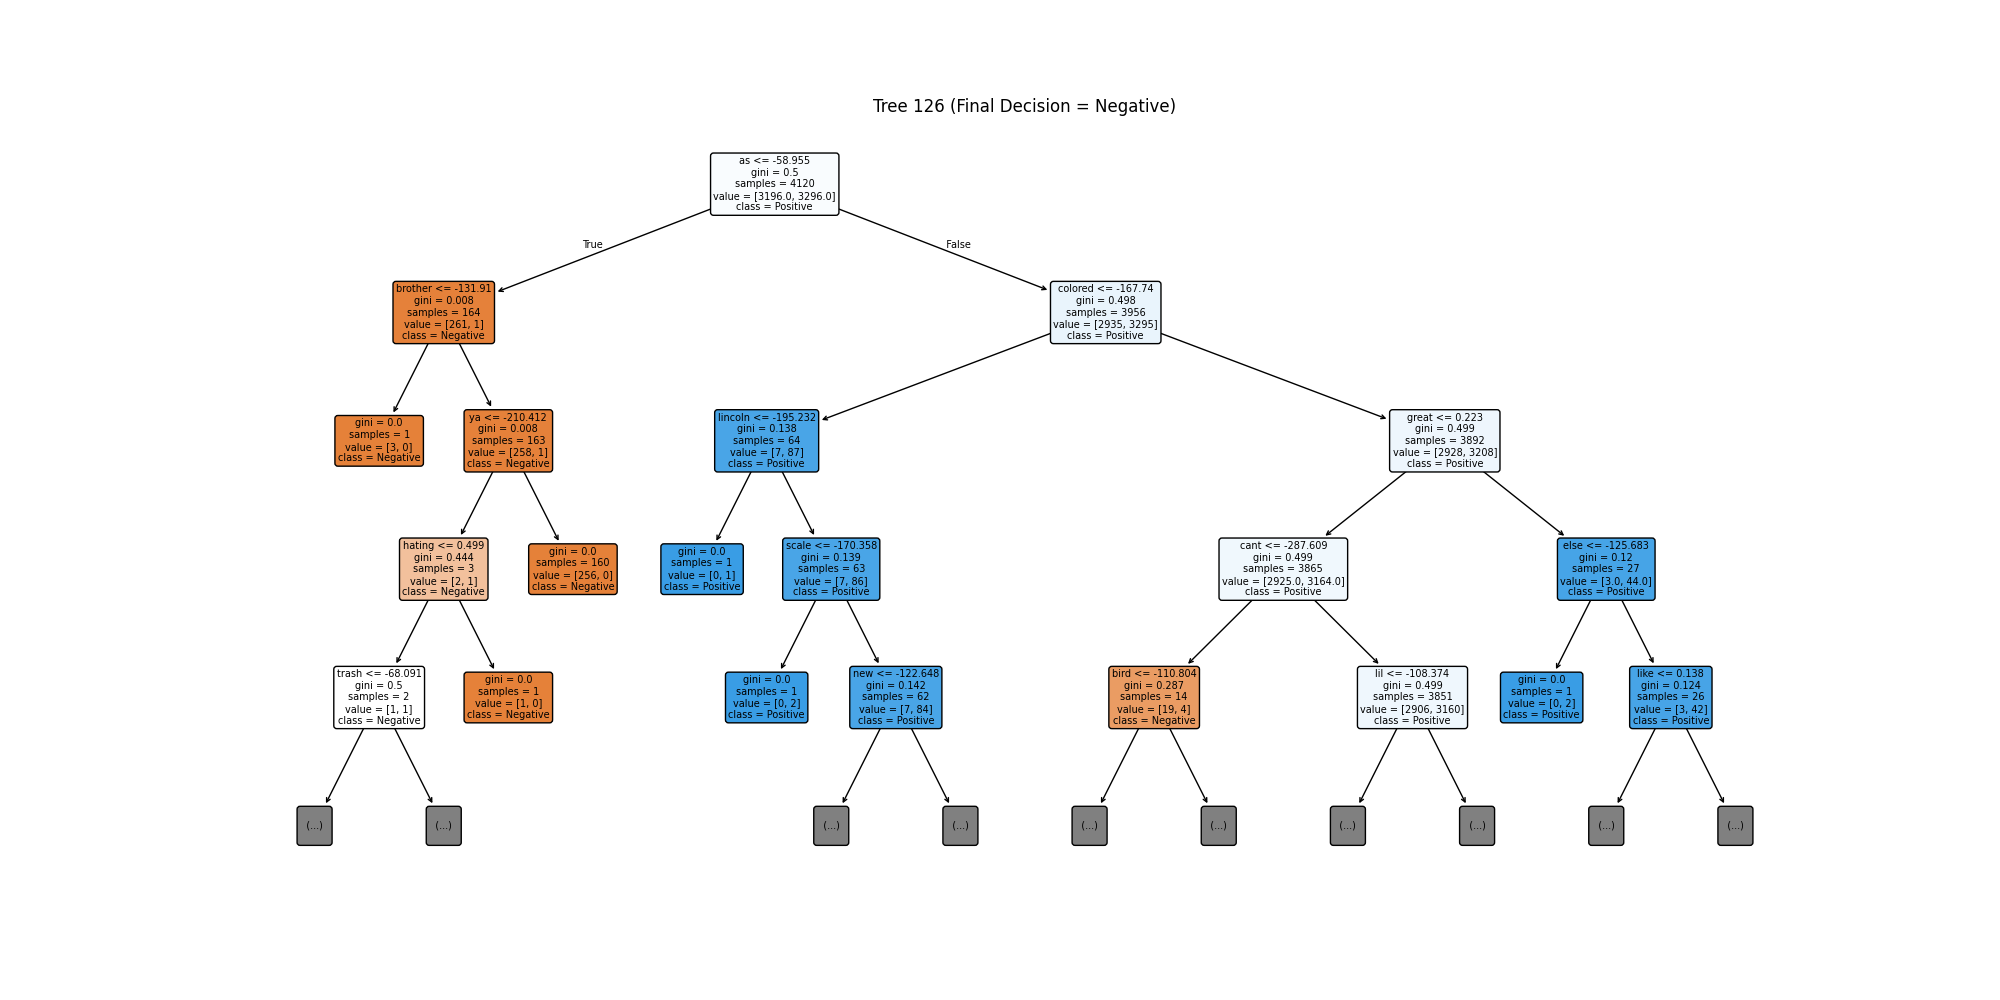 Tree 126 (Final Decision = Negative)
as <= -58.955
gini = 0.5
samples = 4120
value = [3196.0, 3296.0]
class = Positive
True
False
brother <= -131.91
gini = 0.008
samples = 164
value = [261, 1]
class = Negative
colored <= -167.74
gini = 0.498
samples = 3956
value = [2935, 3295]
class = Positive
gini = 0.0
samples = 1
value = [3, 0]
class = Negative
ya <= -210.412
gini = 0.008
samples = 163
value = [258, 1]
class = Negative
lincoln <= -195.232
gini = 0.138
samples = 64
value = [7, 87]
class = Positive
great <= 0.223
gini = 0.499
samples = 3892
value = [2928, 3208]
class = Positive
hating <= 0.499
gini = 0.444
samples = 3
value = [2, 1]
class = Negative
gini = 0.0
samples = 160
value = [256, 0]
class = Negative
gini = 0.0
samples = 1
value = [0, 1]
class = Positive
scale <= -170.358
gini = 0.139
samples = 63
value = [7, 86]
class = Positive
cant <= -287.609
gini = 0.499
samples = 3865
value = [2925.0, 3164.0]
class = Positive
else <= -125.683
gini = 0.12
samples = 27
value = [3.0, 44.0]
class = Positive
trash <= -68.091
gini = 0.5
samples = 2
value = [1, 1]
class = Negative
gini = 0.0
samples = 1
value = [1, 0]
class = Negative
gini = 0.0
samples = 1
value = [0, 2]
class = Positive
new <= -122.648
gini = 0.142
samples = 62
value = [7, 84]
class = Positive
bird <= -110.804
gini = 0.287
samples = 14
value = [19, 4]
class = Negative
lil <= -108.374
gini = 0.499
samples = 3851
value = [2906, 3160]
class = Positive
gini = 0.0
samples = 1
value = [0, 2]
class = Positive
like <= 0.138
gini = 0.124
samples = 26
value = [3, 42]
class = Positive
(...)
(...)
(...)
(...)
(...)
(...)
(...)
(...)
(...)
(...)